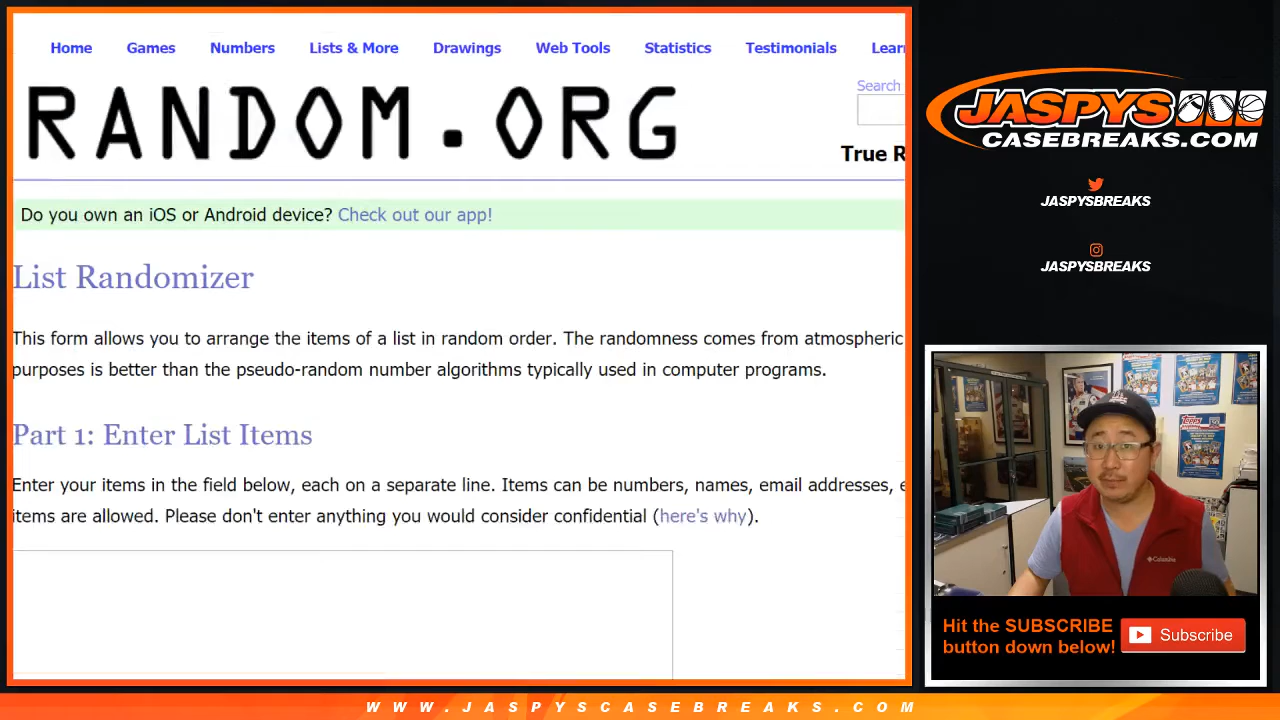 Home Games Numbers Lists & More Drawings Web Tools Statistics Testimonials Lear
RANDOM.ORG
Search
True R
Do you own an iOS or Android device? Check out our app!
List Randomizer
This form allows you to arrange the items of a list in random order. The randomness comes from atmospheric
purposes is better than the pseudo-random number algorithms typically used in computer programs.
Part 1: Enter List Items
Enter your items in the field below, each on a separate line. Items can be numbers, names, email addresses, e
items are allowed. Please don't enter anything you would consider confidential (here's why).
JASPYS
CASEBREAKS.COM
JASPYSBREAKS
JASPYSBREAKS
Topps
Columbia
Hit the SUBSCRIBE
button down below!
Subscribe
WWW.JASPYSCASEBREAKS.COM